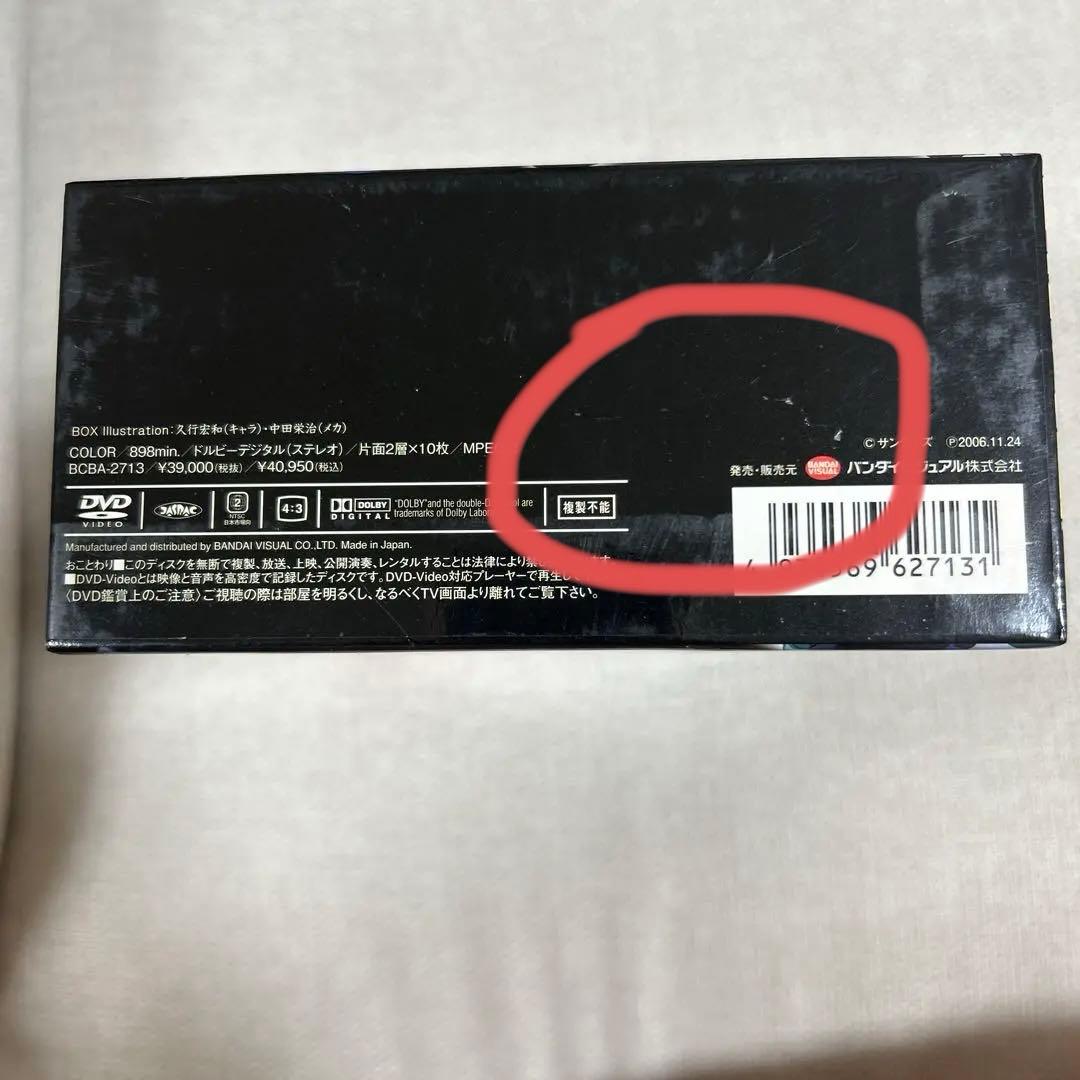 BOX Illustration:久行宏和(キャラ)・中田栄治(メカ)
COLOR/898min./ドルビーデジタル(ステレオ)/片面2層×10枚/MPE
BCBA-2713/¥39,000(税抜)/¥40,950(税込)
©サン ズ Ⓟ2006.11.24
発売・販売元 BANDAI VISUAL バンダイ ジュアル株式会社
DVD VIDEO
JASRAC
2 NTSC 日本市場向
4:3
DOLBY DIGITAL
"DOLBY"and the double-D ol are
trademarks of Dolby Labor
複製不能
Manufactured and distributed by BANDAI VISUAL CO.,LTD. Made in Japan.
おことわり■このディスクを無断で複製、放送、上映、公開演奏、レンタルすることは法律により禁
■DVD-Videoとは映像と音声を高密度で記録したディスクです。DVD-Video対応プレーヤーで再生し
〈DVD鑑賞上のご注意〉ご視聴の際は部屋を明るくし、なるべくTV画面より離れてご覧下さい。
569 627131